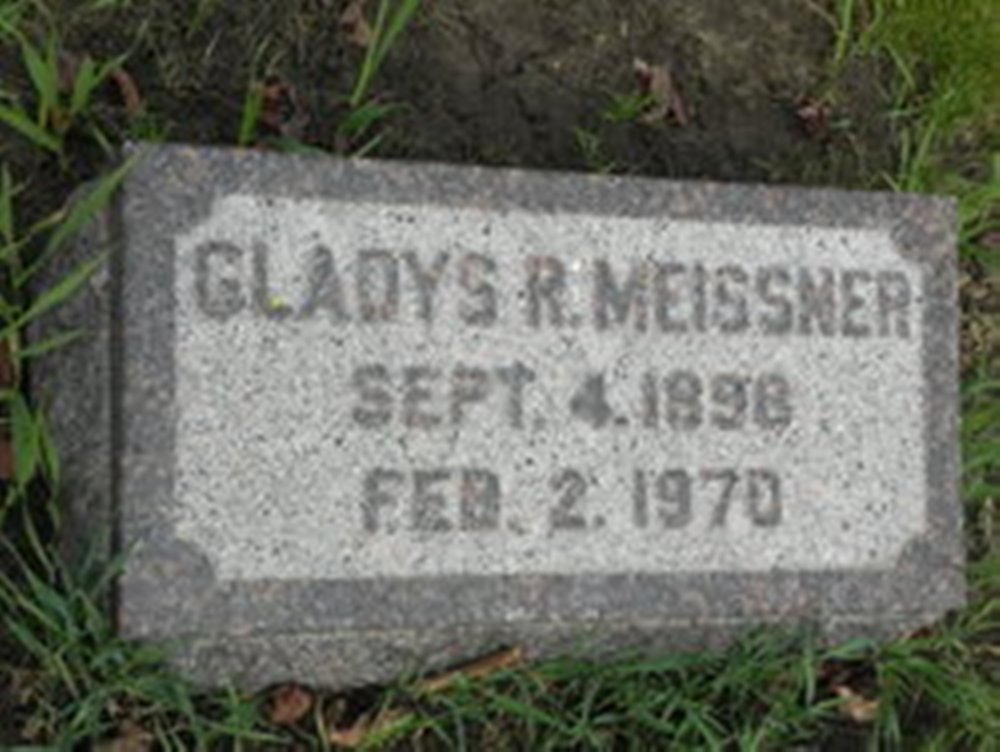 GLADYS R. MEISSNER
SEPT. 4. 1898
FEB. 2. 1970